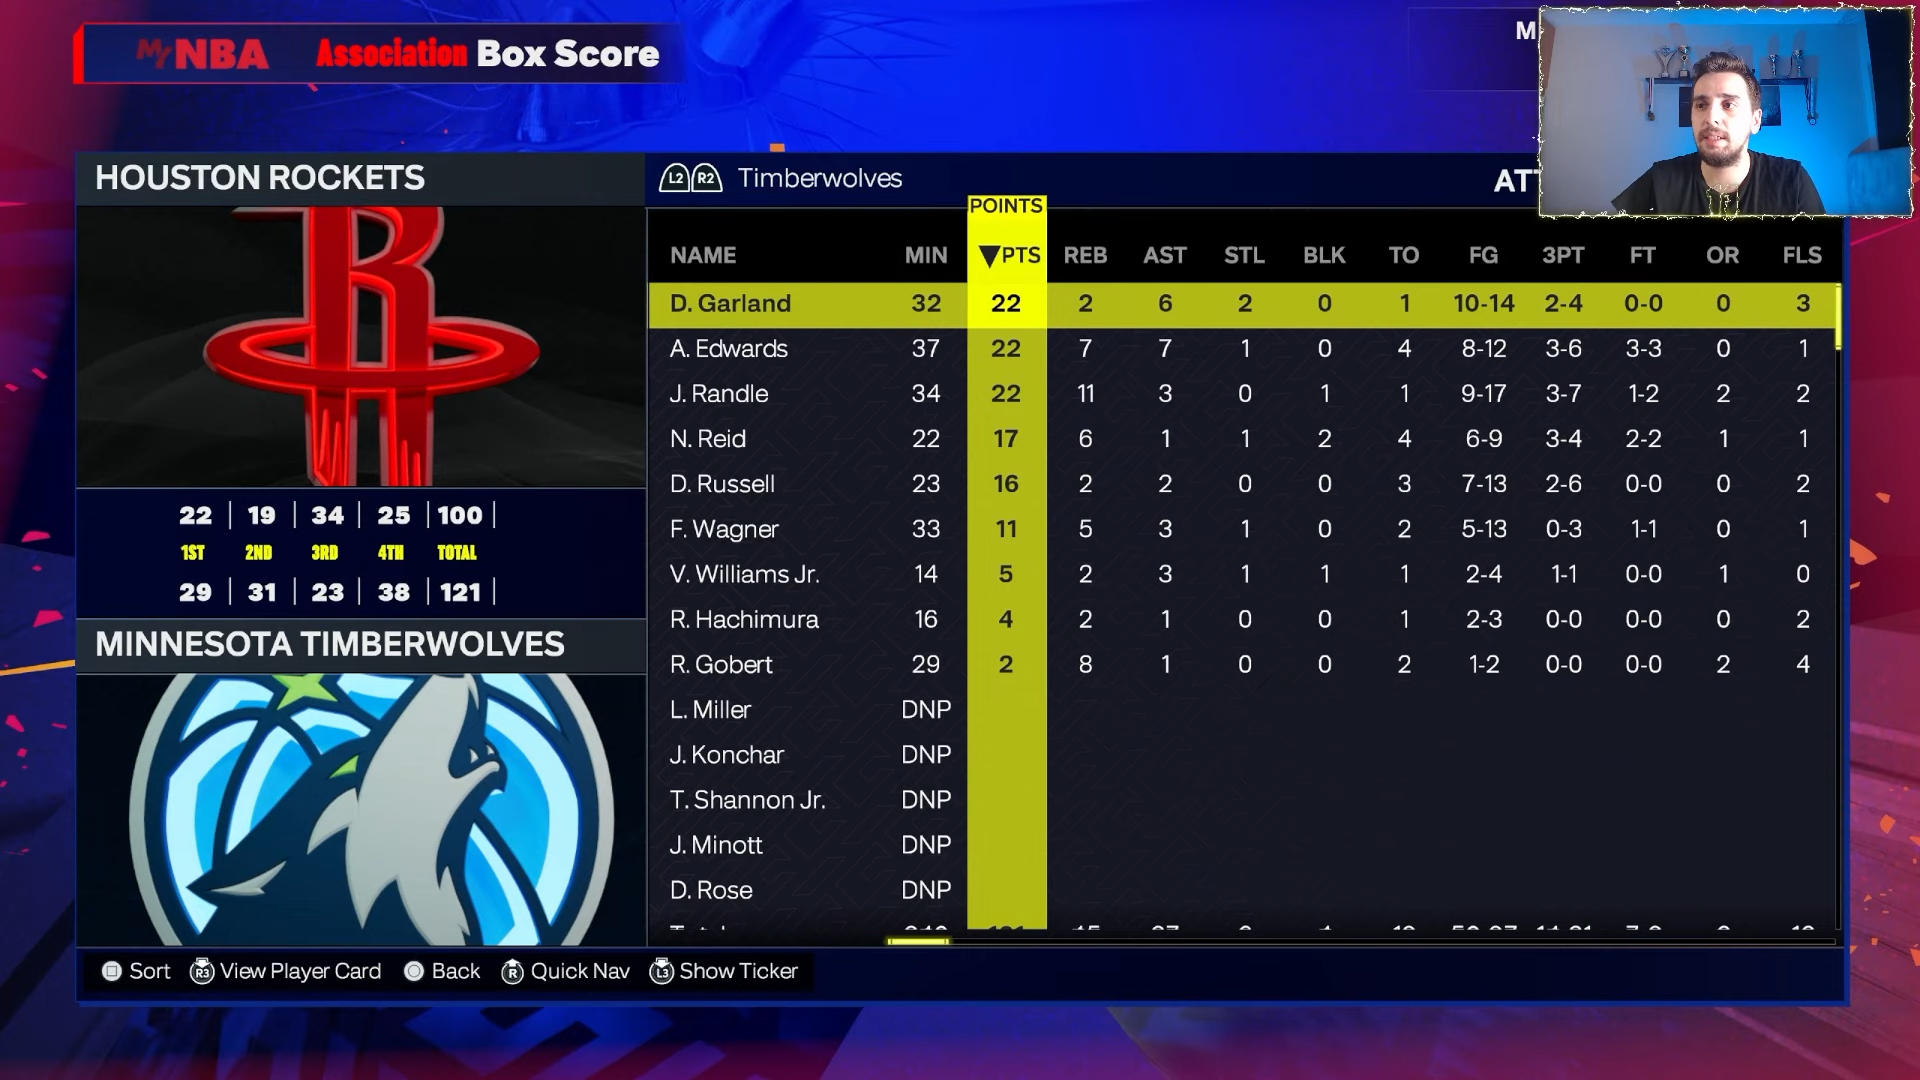 My NBA Association Box Score
M
HOUSTON ROCKETS
22 | 19 | 34 | 25 | 100 |
1ST 2ND 3RD 4TH TOTAL
29 | 31 | 23 | 38 | 121 |
MINNESOTA TIMBERWOLVES
L2 R2 Timberwolves
ATT
POINTS
NAME MIN ▼PTS REB AST STL BLK TO FG 3PT FT OR FLS
D. Garland 32 22 2 6 2 0 1 10-14 2-4 0-0 0 3
A. Edwards 37 22 7 7 1 0 4 8-12 3-6 3-3 0 1
J. Randle 34 22 11 3 0 1 1 9-17 3-7 1-2 2 2
N. Reid 22 17 6 1 1 2 4 6-9 3-4 2-2 1 1
D. Russell 23 16 2 2 0 0 3 7-13 2-6 0-0 0 2
F. Wagner 33 11 5 3 1 0 2 5-13 0-3 1-1 0 1
V. Williams Jr. 14 5 2 3 1 1 1 2-4 1-1 0-0 1 0
R. Hachimura 16 4 2 1 0 0 1 2-3 0-0 0-0 0 2
R. Gobert 29 2 8 1 0 0 2 1-2 0-0 0-0 2 4
L. Miller DNP
J. Konchar DNP
T. Shannon Jr. DNP
J. Minott DNP
D. Rose DNP
Sort R3 View Player Card Back R Quick Nav L3 Show Ticker